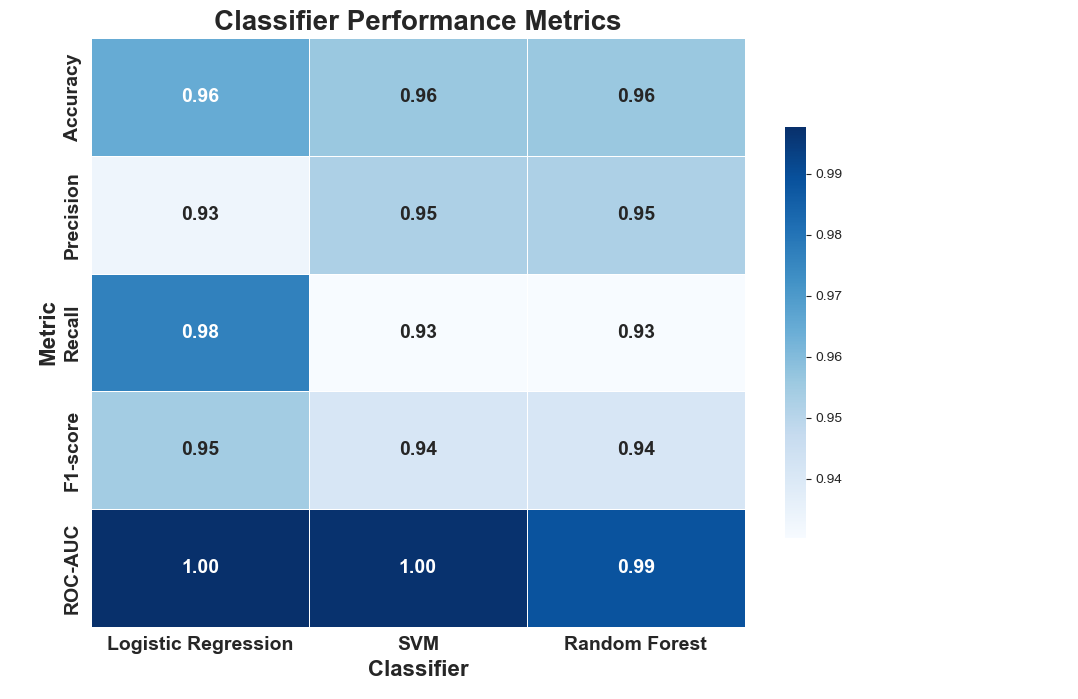 Classifier Performance Metrics
Accuracy
0.96 0.96 0.96
Precision
0.93 0.95 0.95
Metric
Recall
0.98 0.93 0.93
F1-score
0.95 0.94 0.94
ROC-AUC
1.00 1.00 0.99
Logistic Regression SVM Random Forest
Classifier
0.99
0.98
0.97
0.96
0.95
0.94